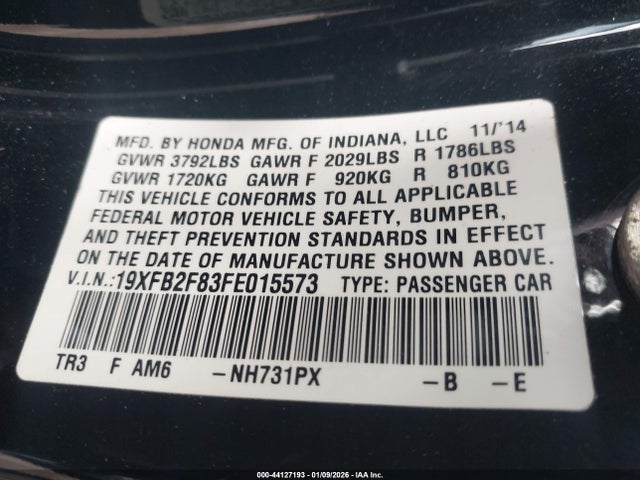 MFD. BY HONDA MFG. OF INDIANA, LLC 11/'14
GVWR 3792LBS GAWR F 2029LBS R 1786LBS
GVWR 1720KG GAWR F 920KG R 810KG
THIS VEHICLE CONFORMS TO ALL APPLICABLE
FEDERAL MOTOR VEHICLE SAFETY, BUMPER,
AND THEFT PREVENTION STANDARDS IN EFFECT
ON THE DATE OF MANUFACTURE SHOWN ABOVE.
V.I.N.:19XFB2F83FE015573 TYPE: PASSENGER CAR
TR3 F AM6 -NH731PX -B -E
000-44127193 - 01/09/2026 - IAA Inc.